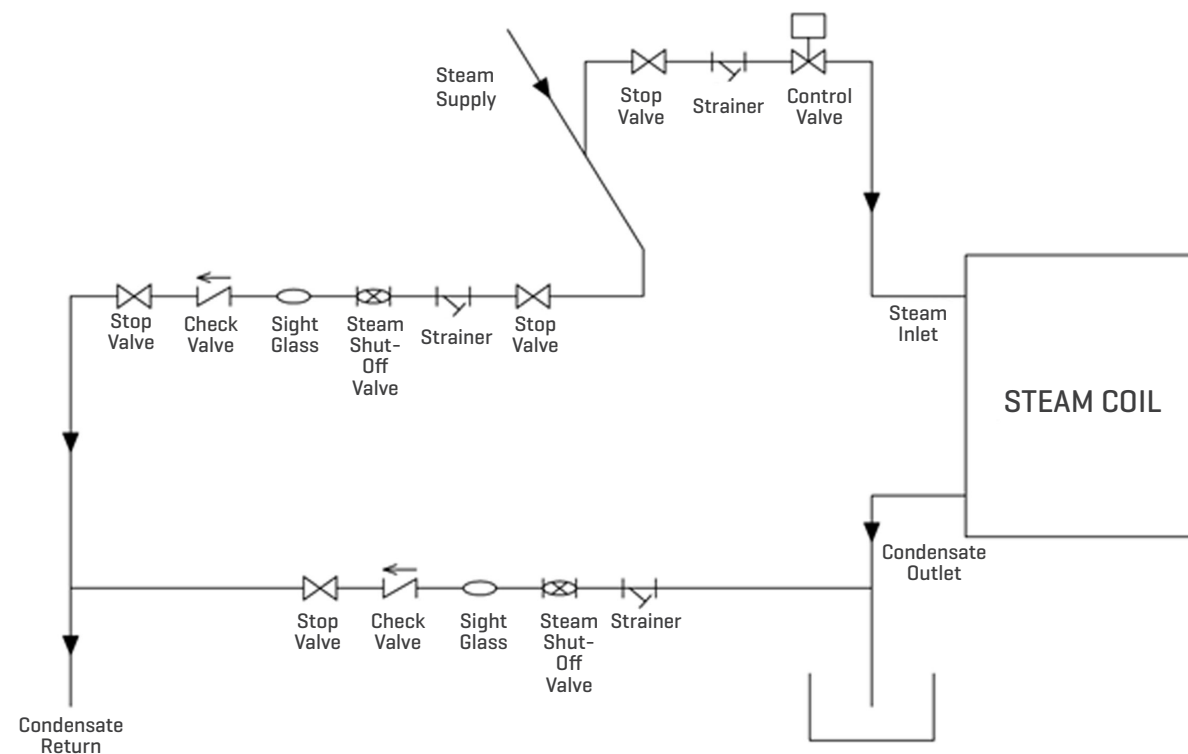 Steam
Supply
Stop
Valve
Strainer
Control
Valve
Stop
Valve
Check
Valve
Sight
Glass
Steam
Shut-
Off
Valve
Strainer
Stop
Valve
Steam
Inlet
STEAM COIL
Condensate
Outlet
Stop
Valve
Check
Valve
Sight
Glass
Steam
Shut-
Off
Valve
Strainer
Condensate
Return